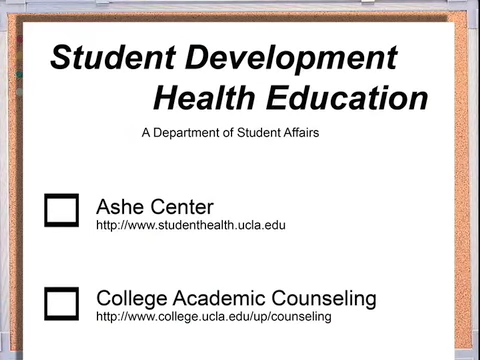 Student Development
Health Education
A Department of Student Affairs
Ashe Center
http://www.studenthealth.ucla.edu
College Academic Counseling
http://www.college.ucla.edu/up/counseling